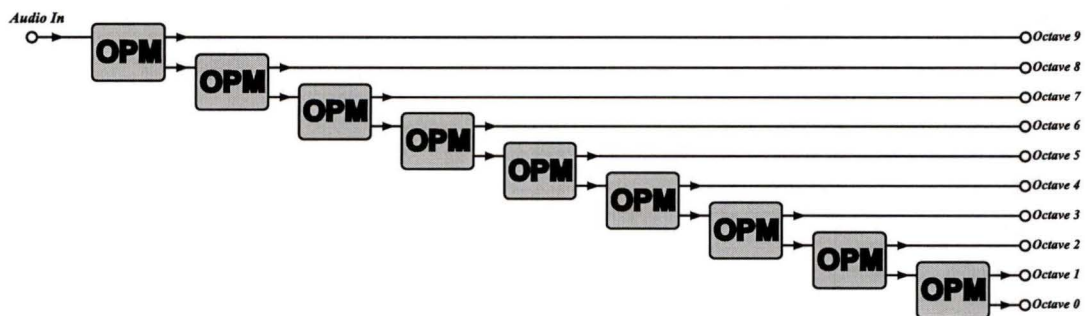 Audio In
OPM
Octave 9
OPM
Octave 8
OPM
Octave 7
OPM
Octave 6
OPM
Octave 5
OPM
Octave 4
OPM
Octave 3
OPM
Octave 2
OPM
Octave 1
Octave 0